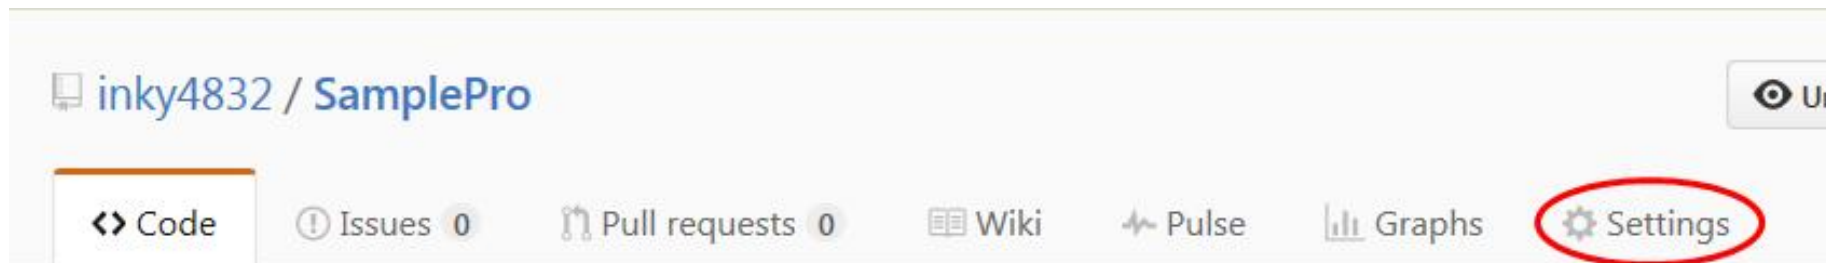 inky4832 / SamplePro
Code Issues 0 Pull requests 0 Wiki Pulse Graphs Settings